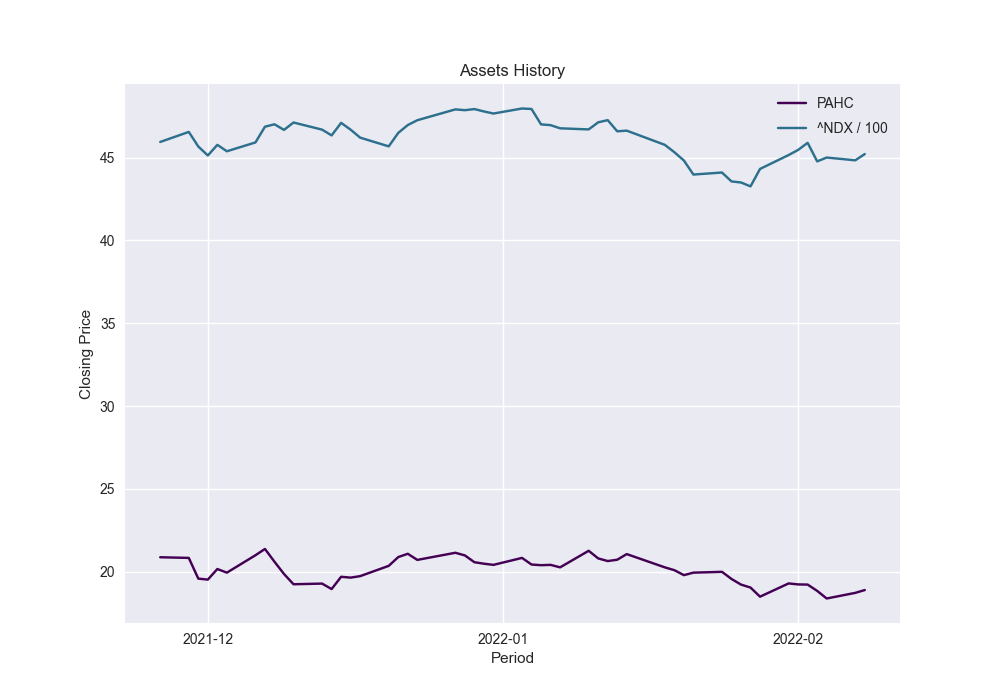 Assets History
PAHC
^NDX / 100
45
40
35
30
25
20
Closing Price
2021-12
2022-01
2022-02
Period